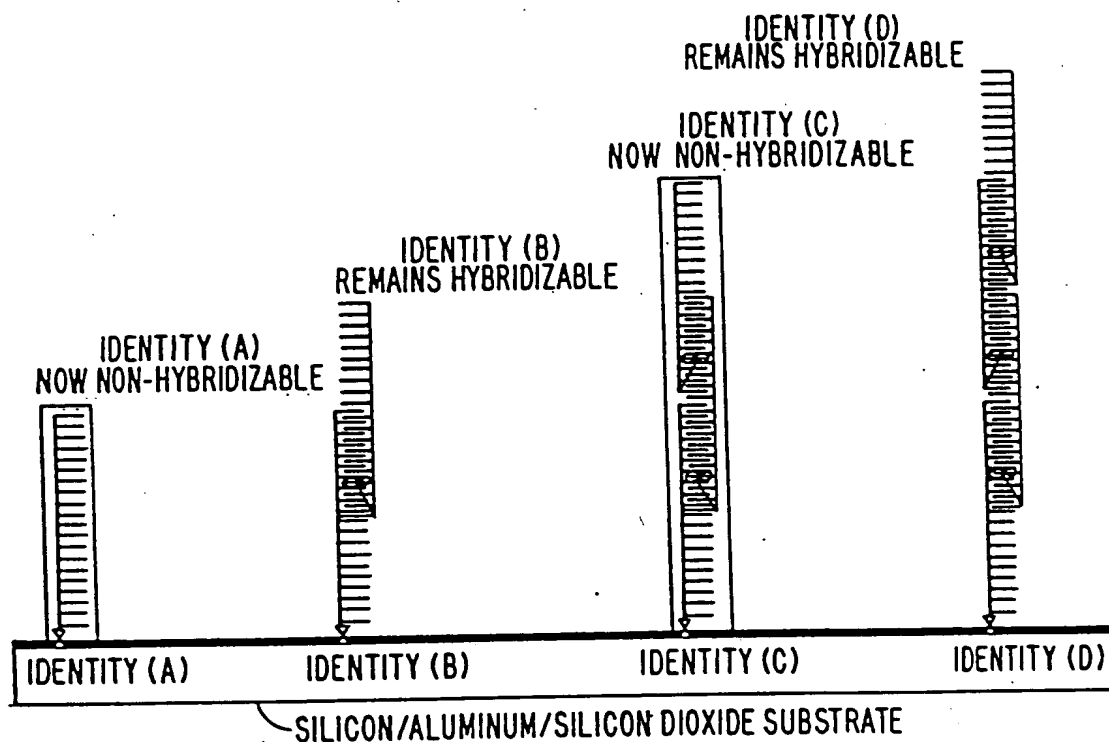 IDENTITY (D)
REMAINS HYBRIDIZABLE
IDENTITY (C)
NOW NON-HYBRIDIZABLE
IDENTITY (B)
REMAINS HYBRIDIZABLE
IDENTITY (A)
NOW NON-HYBRIDIZABLE
IDENTITY (A)
IDENTITY (B)
IDENTITY (C)
IDENTITY (D)
SILICON/ALUMINUM/SILICON DIOXIDE SUBSTRATE